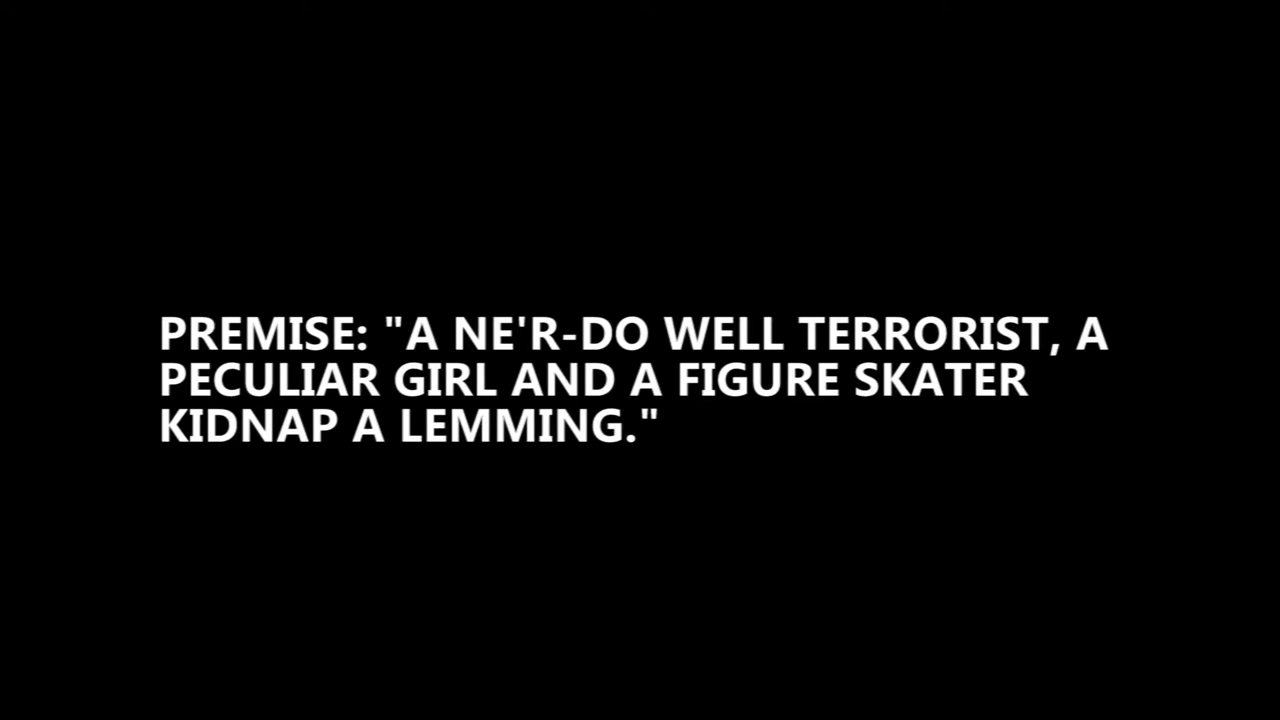 PREMISE: "A NE'R-DO WELL TERRORIST, A
PECULIAR GIRL AND A FIGURE SKATER
KIDNAP A LEMMING."